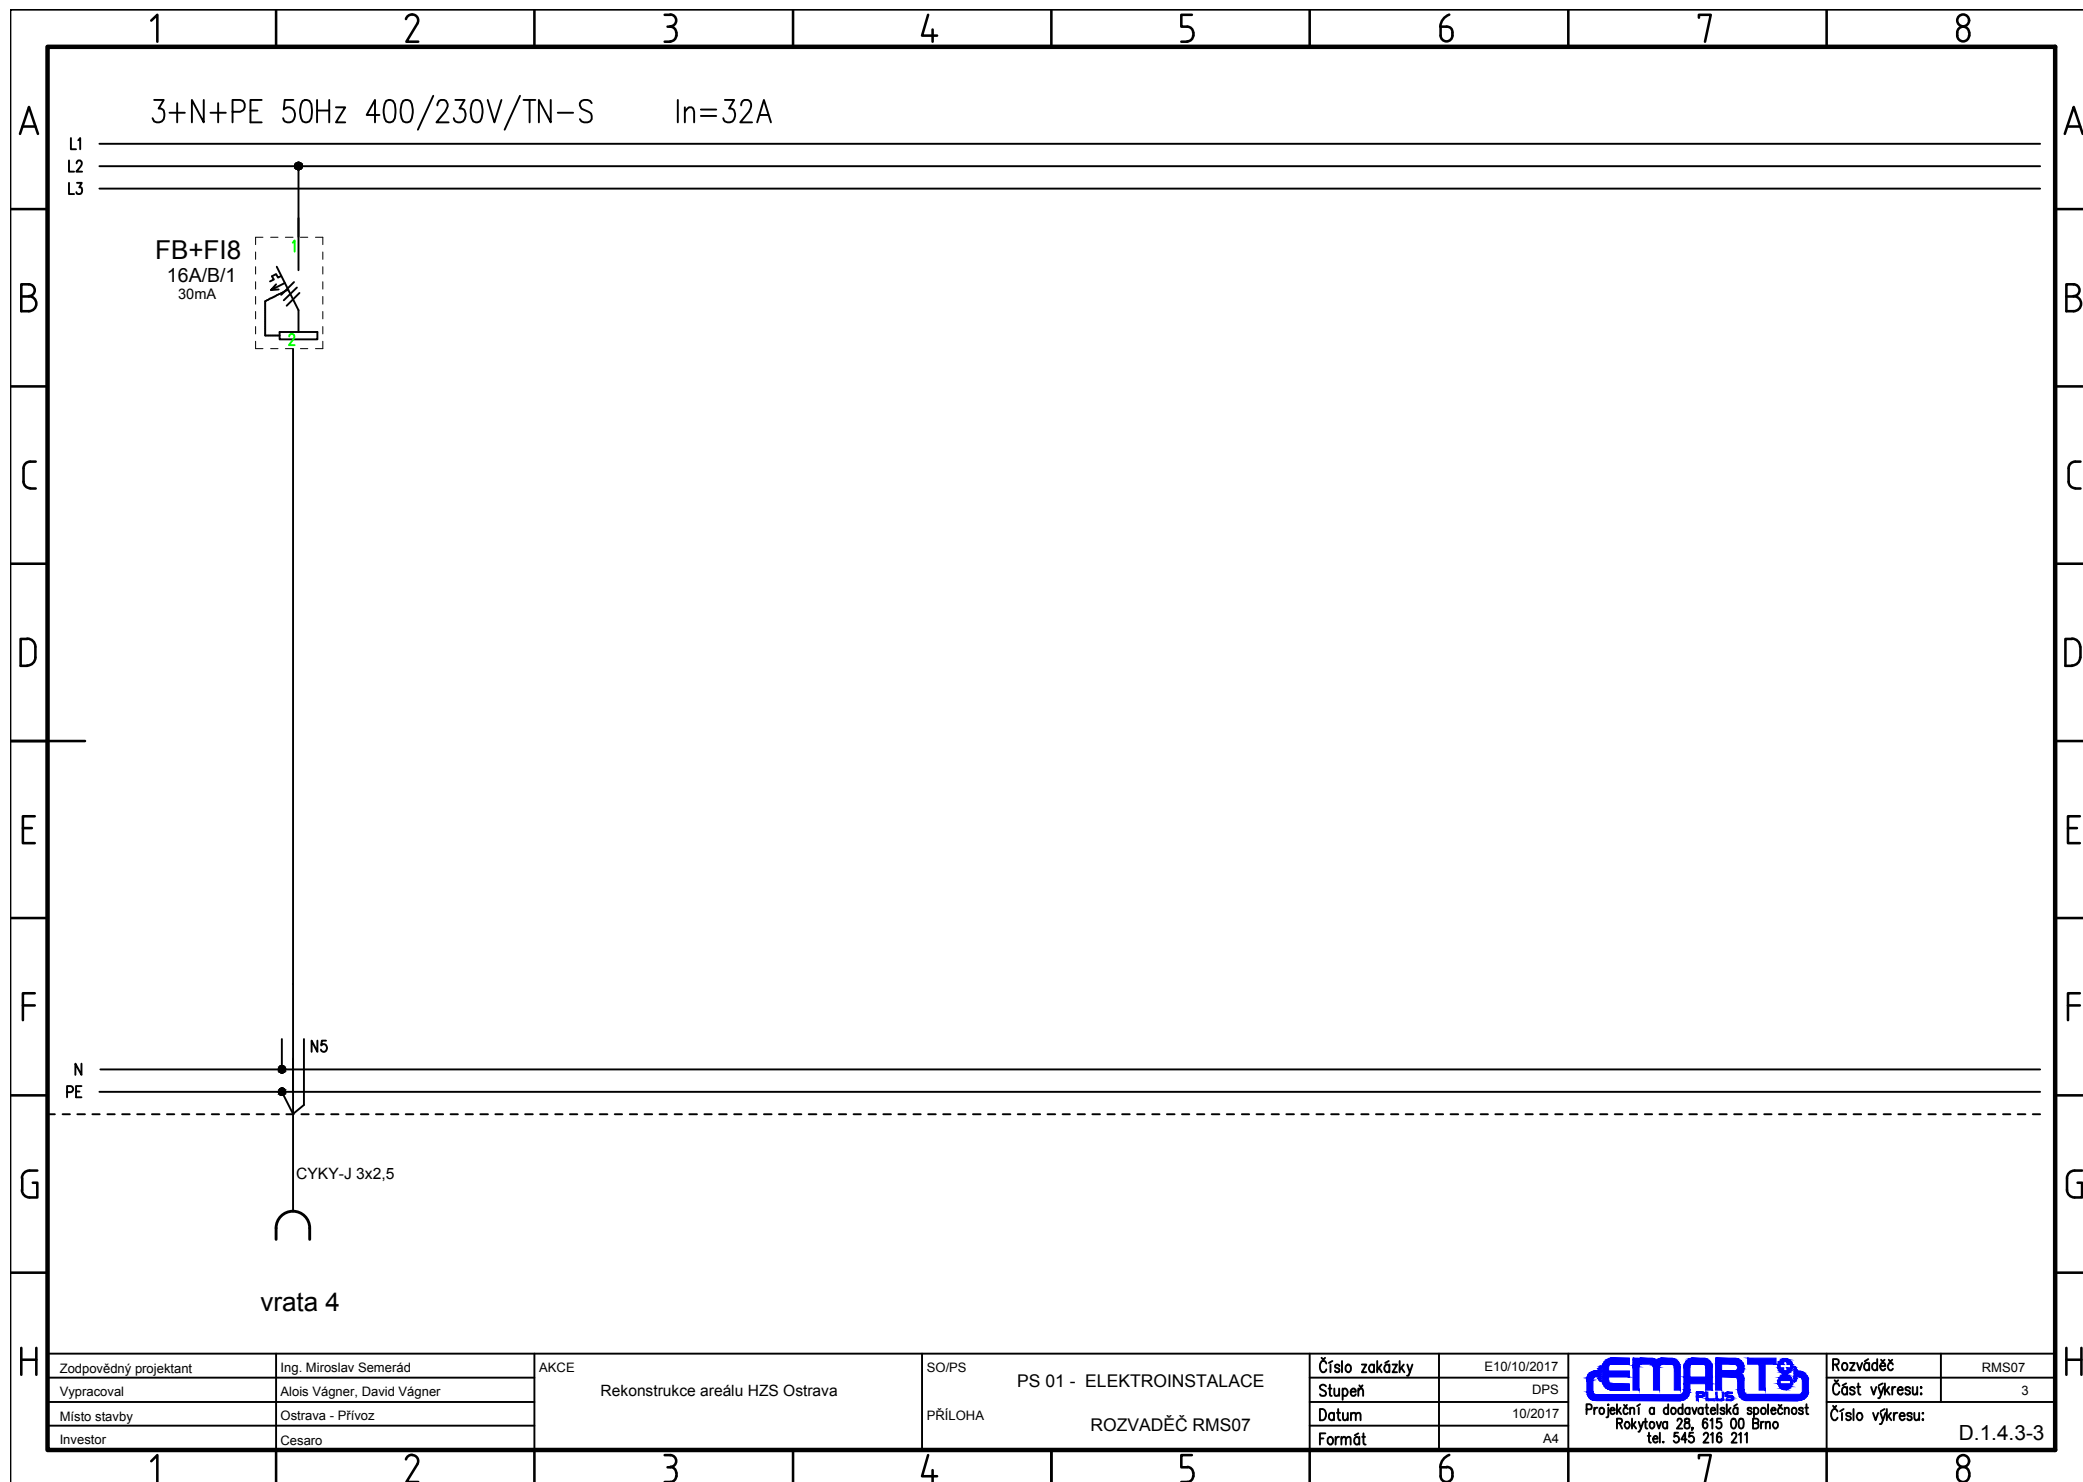 1 2 3 4 5 6 7 8
A A
3+N+PE 50Hz 400/230V/TN-S In=32A
L1
L2
L3
FB+FI8
16A/B/1
30mA
1
2
B B
C C
D D
E E
F F
N5
N
PE
G G
CYKY-J 3x2,5
vrata 4
H H
Zodpovědný projektant Ing. Miroslav Semerád
Vypracoval Alois Vágner, David Vágner
Místo stavby Ostrava - Přívoz
Investor Cesaro
AKCE
Rekonstrukce areálu HZS Ostrava
SO/PS
PS 01 - ELEKTROINSTALACE
PŘÍLOHA
ROZVADĚČ RMS07
Číslo zakázky E10/10/2017
Stupeň DPS
Datum 10/2017
Formát A4
EMART
PLUS
Projekční a dodavatelská společnost
Rokytova 28, 615 00 Brno
tel. 545 216 211
Rozváděč RMS07
Část výkresu: 3
Číslo výkresu:
D.1.4.3-3
1 2 3 4 5 6 7 8